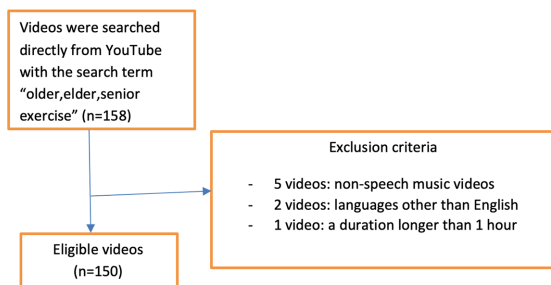 Videos were searched
directly from YouTube
with the search term
“older,elder,senior
exercise” (n=158)
Exclusion criteria
- 5 videos: non-speech music videos
- 2 videos: languages other than English
- 1 video: a duration longer than 1 hour
Eligible videos
(n=150)